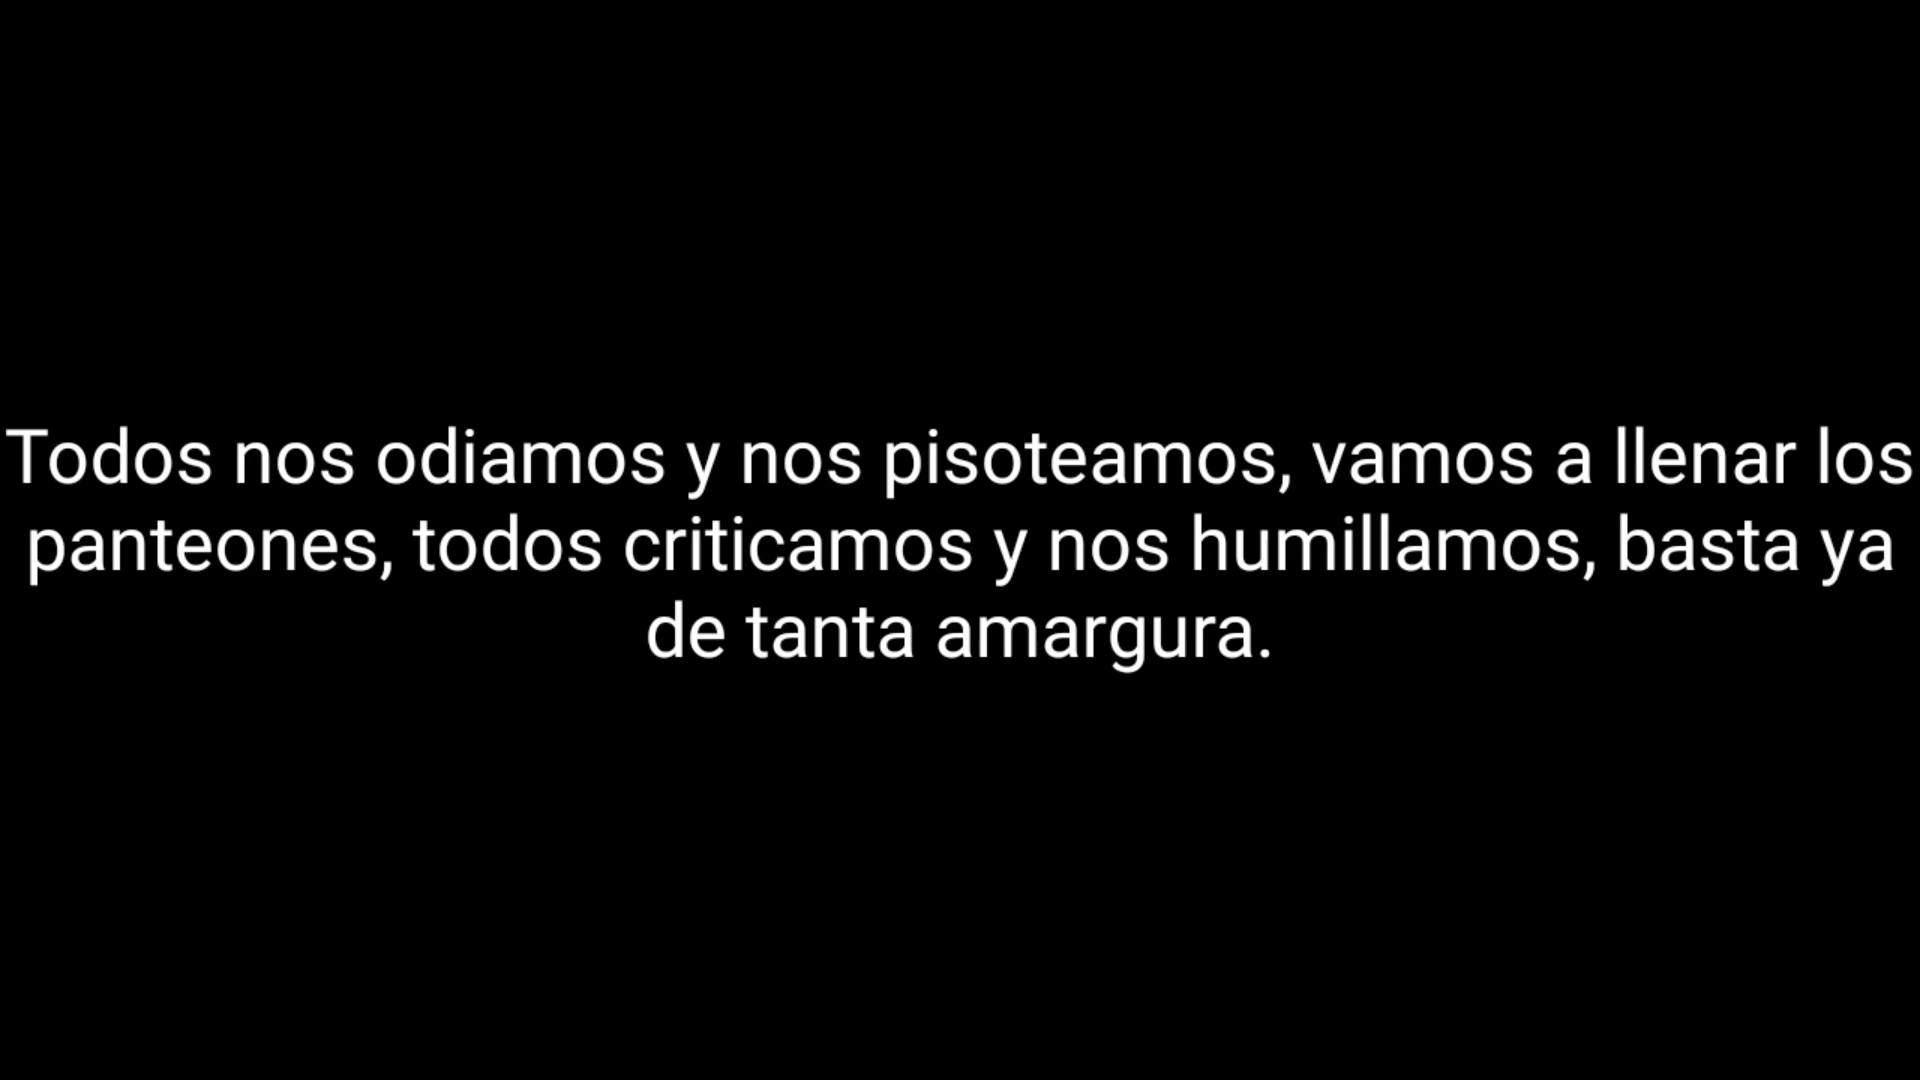 Todos nos odiamos y nos pisoteamos, vamos a llenar los
panteones, todos criticamos y nos humillamos, basta ya
de tanta amargura.